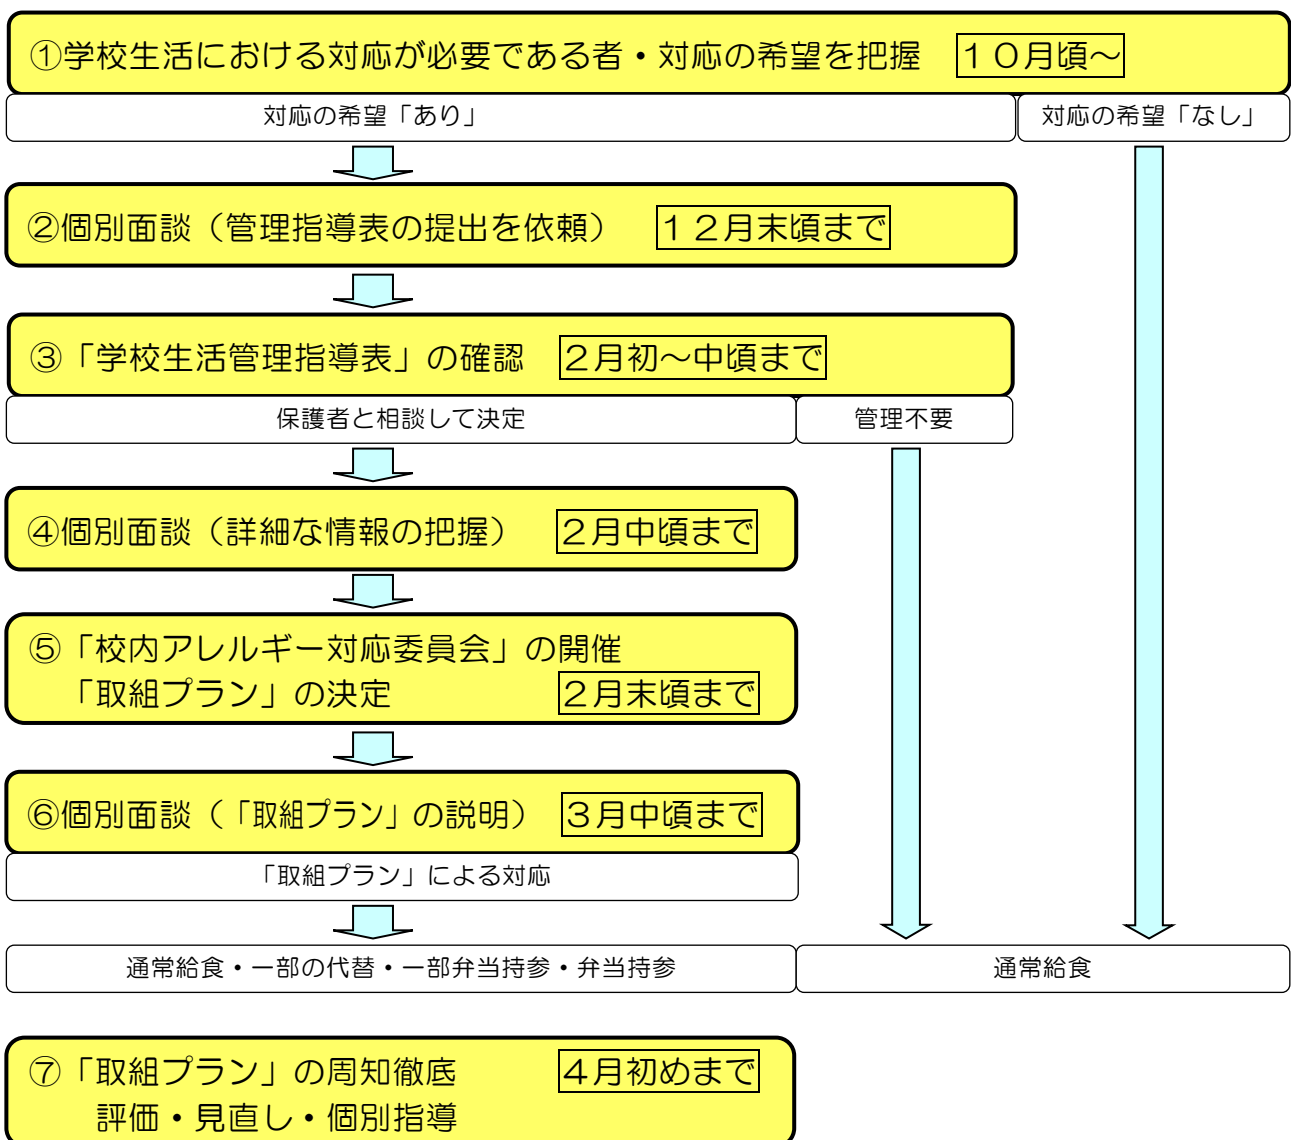 ①学校生活における対応が必要である者・対応の希望を把握　１０月頃～
対応の希望「あり」　対応の希望「なし」
②個別面談（管理指導表の提出を依頼）　１２月末頃まで
③「学校生活管理指導表」の確認　２月初～中頃まで
保護者と相談して決定　管理不要
④個別面談（詳細な情報の把握）　２月中頃まで
⑤「校内アレルギー対応委員会」の開催
「取組プラン」の決定　２月末頃まで
⑥個別面談（「取組プラン」の説明）　３月中頃まで
「取組プラン」による対応
通常給食・一部の代替・一部弁当持参・弁当持参　通常給食
⑦「取組プラン」の周知徹底　４月初めまで
評価・見直し・個別指導